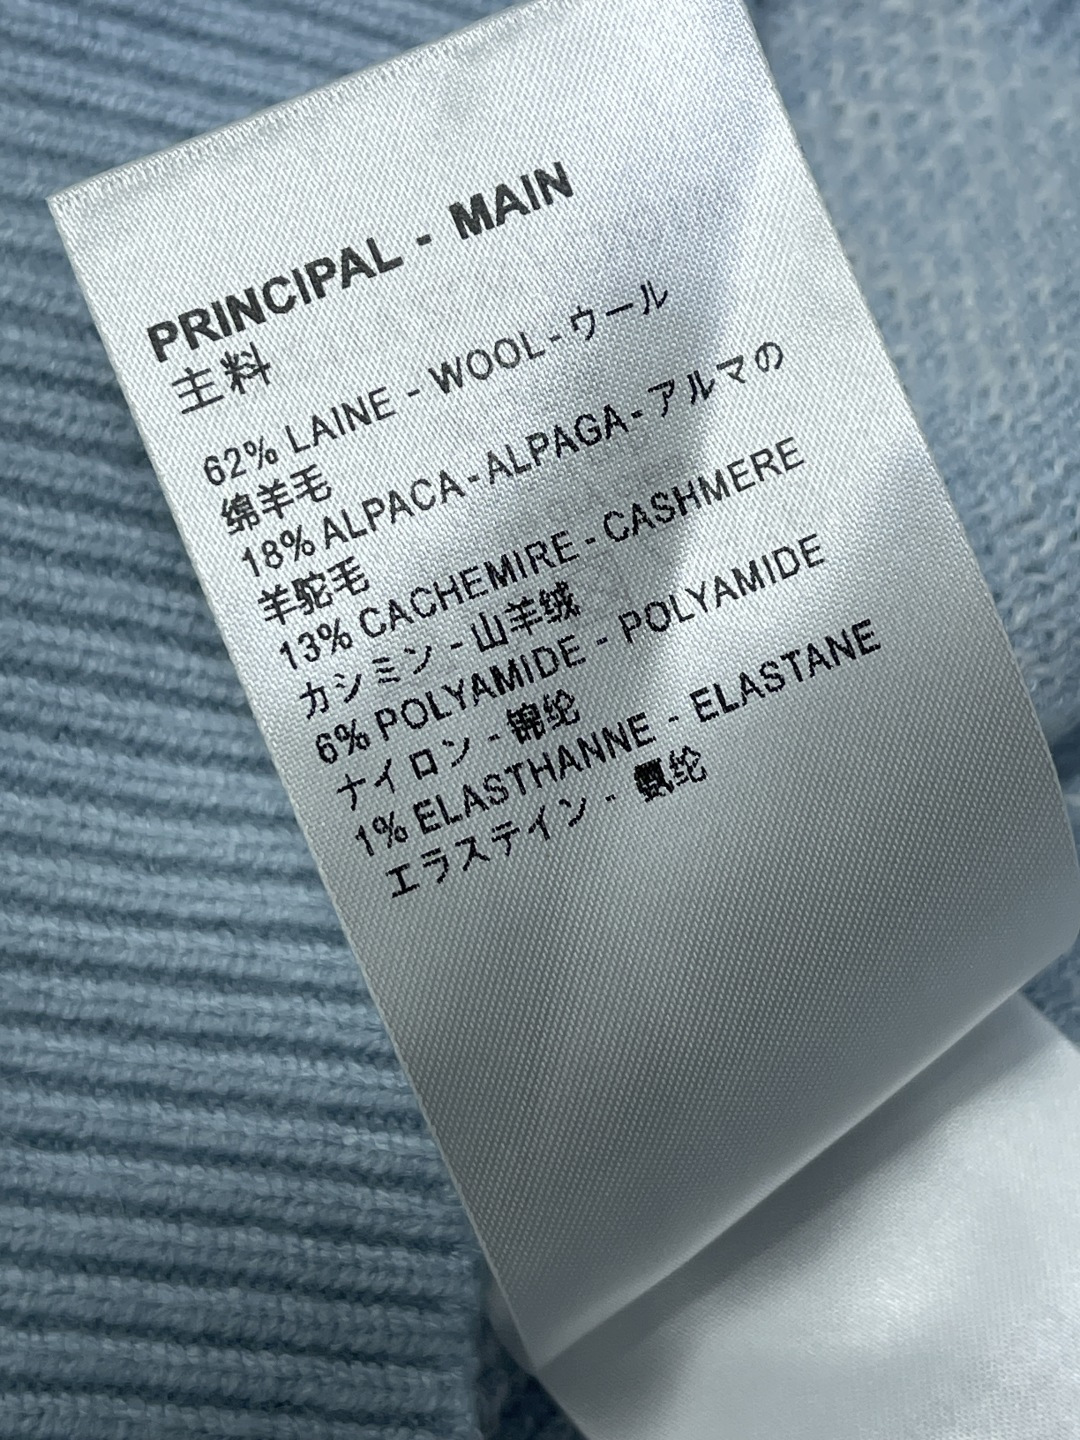 PRINCIPAL - MAIN
主料
62% LAINE - WOOL - ウール
绵羊毛
18% ALPACA - ALPAGA - アルマの
羊驼毛
13% CACHEMIRE - CASHMERE
カシミン - 山羊绒
6% POLYAMIDE - POLYAMIDE
ナイロン - 锦纶
1% ELASTHANNE - ELASTANE
エラステイン - 氨纶